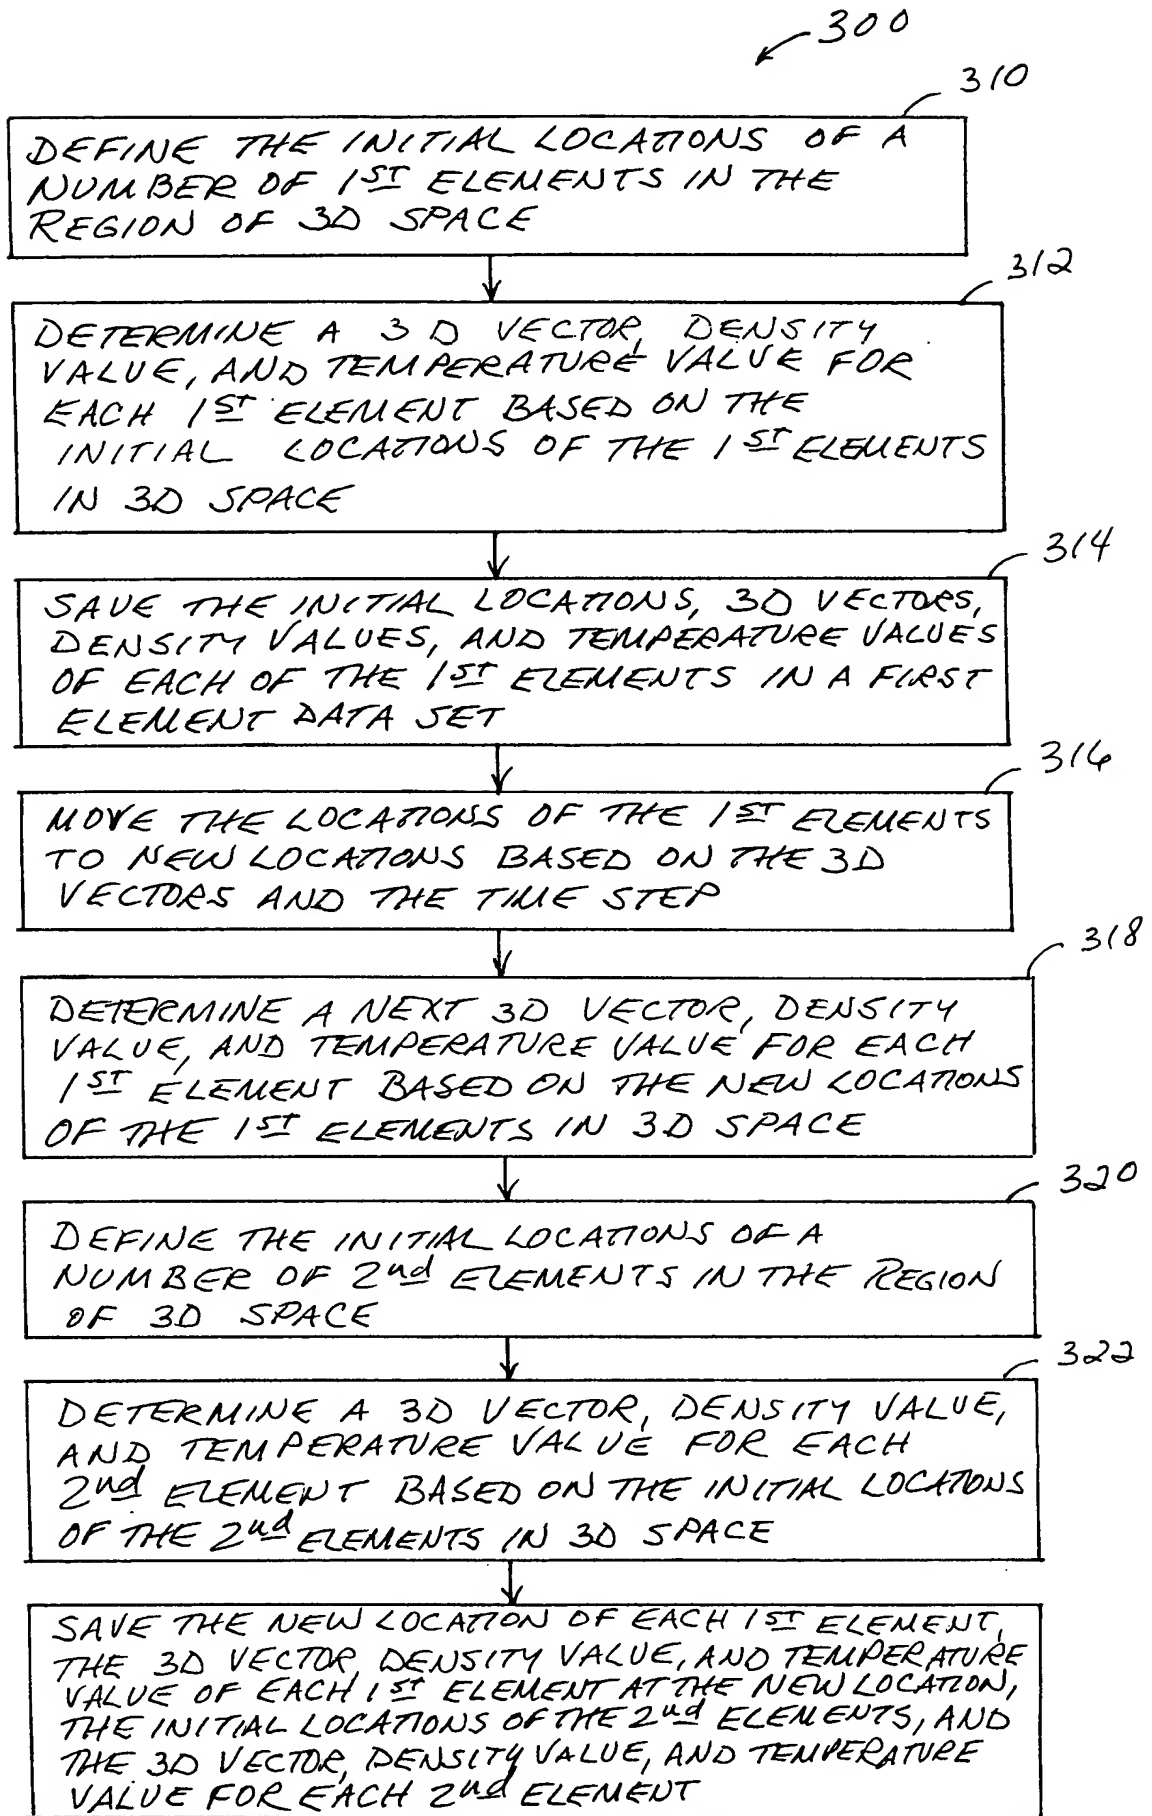 300
310
DEFINE THE INITIAL LOCATIONS OF A
NUMBER OF 1ST ELEMENTS IN THE
REGION OF 3D SPACE
312
DETERMINE A 3D VECTOR, DENSITY
VALUE, AND TEMPERATURE VALUE FOR
EACH 1ST ELEMENT BASED ON THE
INITIAL LOCATIONS OF THE 1ST ELEMENTS
IN 3D SPACE
314
SAVE THE INITIAL LOCATIONS, 3D VECTORS,
DENSITY VALUES, AND TEMPERATURE VALUES
OF EACH OF THE 1ST ELEMENTS IN A FIRST
ELEMENT DATA SET
316
MOVE THE LOCATIONS OF THE 1ST ELEMENTS
TO NEW LOCATIONS BASED ON THE 3D
VECTORS AND THE TIME STEP
318
DETERMINE A NEXT 3D VECTOR, DENSITY
VALUE, AND TEMPERATURE VALUE FOR EACH
1ST ELEMENT BASED ON THE NEW LOCATIONS
OF THE 1ST ELEMENTS IN 3D SPACE
320
DEFINE THE INITIAL LOCATIONS OF A
NUMBER OF 2nd ELEMENTS IN THE REGION
OF 3D SPACE
322
DETERMINE A 3D VECTOR, DENSITY VALUE,
AND TEMPERATURE VALUE FOR EACH
2nd ELEMENT BASED ON THE INITIAL LOCATIONS
OF THE 2nd ELEMENTS IN 3D SPACE
SAVE THE NEW LOCATION OF EACH 1ST ELEMENT,
THE 3D VECTOR, DENSITY VALUE, AND TEMPERATURE
VALUE OF EACH 1ST ELEMENT AT THE NEW LOCATION,
THE INITIAL LOCATIONS OF THE 2nd ELEMENTS, AND
THE 3D VECTOR, DENSITY VALUE, AND TEMPERATURE
VALUE FOR EACH 2nd ELEMENT